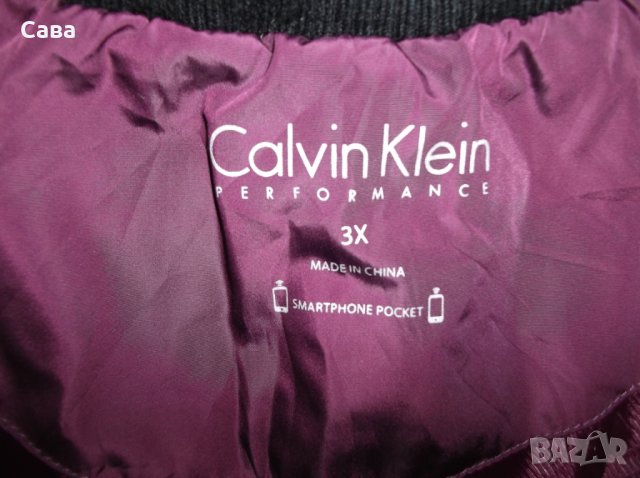 Сава
Calvin Klein
PERFORMANCE
3X
MADE IN CHINA
SMARTPHONE POCKET
BAZAR